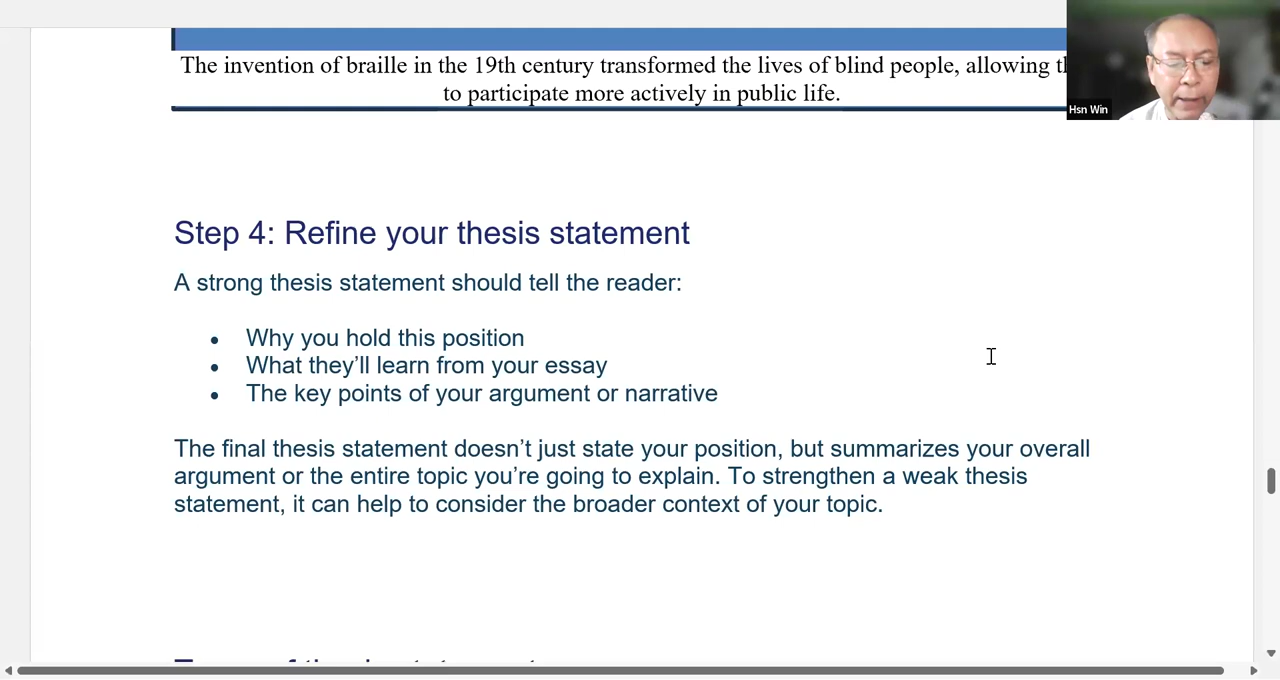 The invention of braille in the 19th century transformed the lives of blind people, allowing
to participate more actively in public life.
Hsn Win
Step 4: Refine your thesis statement
A strong thesis statement should tell the reader:
• Why you hold this position
• What they’ll learn from your essay
• The key points of your argument or narrative
The final thesis statement doesn’t just state your position, but summarizes your overall
argument or the entire topic you’re going to explain. To strengthen a weak thesis
statement, it can help to consider the broader context of your topic.